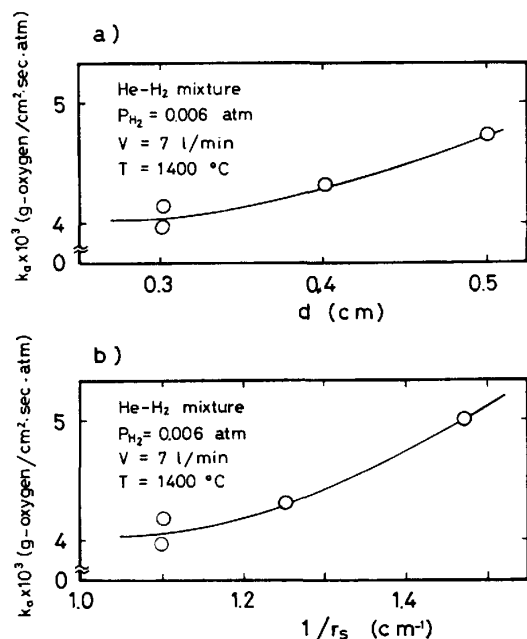 a)
He-H₂ mixture
P_H₂ = 0.006 atm
V = 7 l/min
T = 1400 °C
kₐ×10³ (g-oxygen/cm²·sec·atm)
5
4
0
0.3 0.4 0.5
d (cm)
b)
He-H₂ mixture
P_H₂ = 0.006 atm
V = 7 l/min
T = 1400 °C
kₐ×10³ (g-oxygen/cm²·sec·atm)
5
4
0
1.0 1.2 1.4
1/rₛ (cm⁻¹)